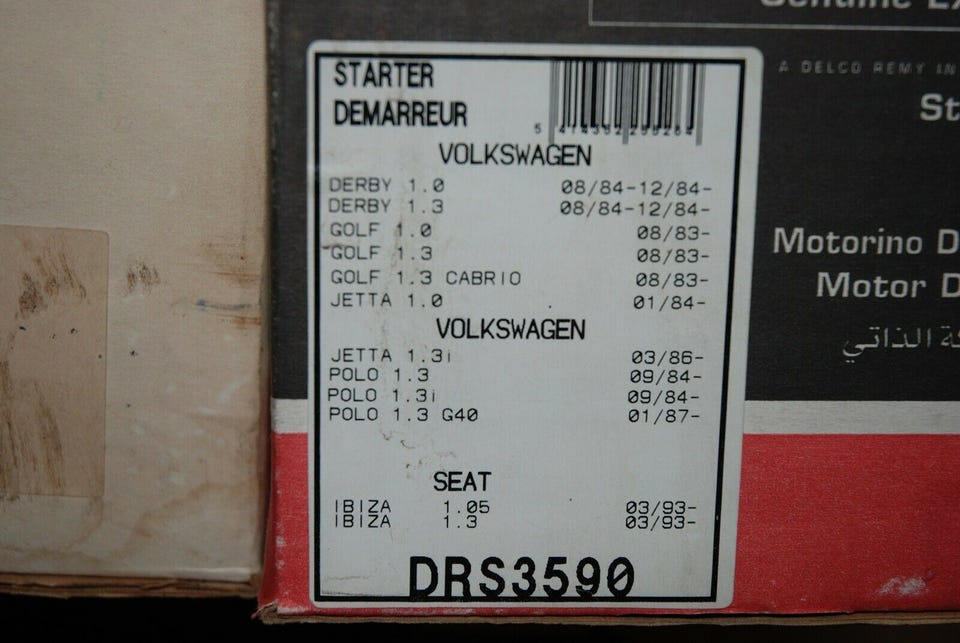 Genuine
A DELCO REMY IN
St
STARTER
DEMARREUR
VOLKSWAGEN
DERBY 1.0 08/84-12/84-
DERBY 1.3 08/84-12/84-
GOLF 1.0 08/83-
GOLF 1.3 08/83-
GOLF 1.3 CABRIO 08/83-
JETTA 1.0 01/84-
VOLKSWAGEN
JETTA 1.3i 03/86-
POLO 1.3 09/84-
POLO 1.3i 09/84-
POLO 1.3 G40 01/87-
SEAT
IBIZA 1.05 03/93-
IBIZA 1.3 03/93-
DRS3590
Motorino D
Motor D
الذاتي